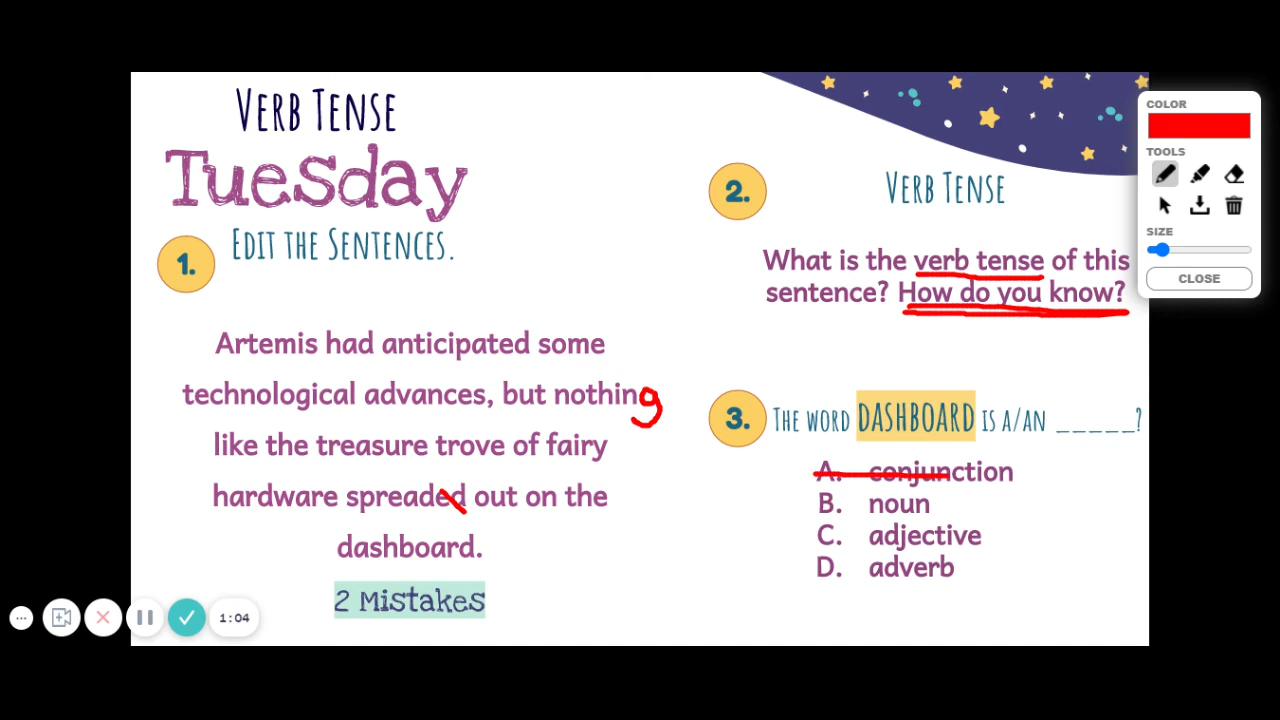 VERB TENSE
Tuesday
1.
EDIT THE SENTENCES.
Artemis had anticipated some
technological advances, but nothing
like the treasure trove of fairy
hardware spreaded out on the
dashboard.
2 Mistakes
2.
VERB TENSE
What is the verb tense of this
sentence? How do you know?
3.
THE WORD DASHBOARD IS A/AN _____?
A. conjunction
B. noun
C. adjective
D. adverb
COLOR
TOOLS
SIZE
CLOSE
1:04